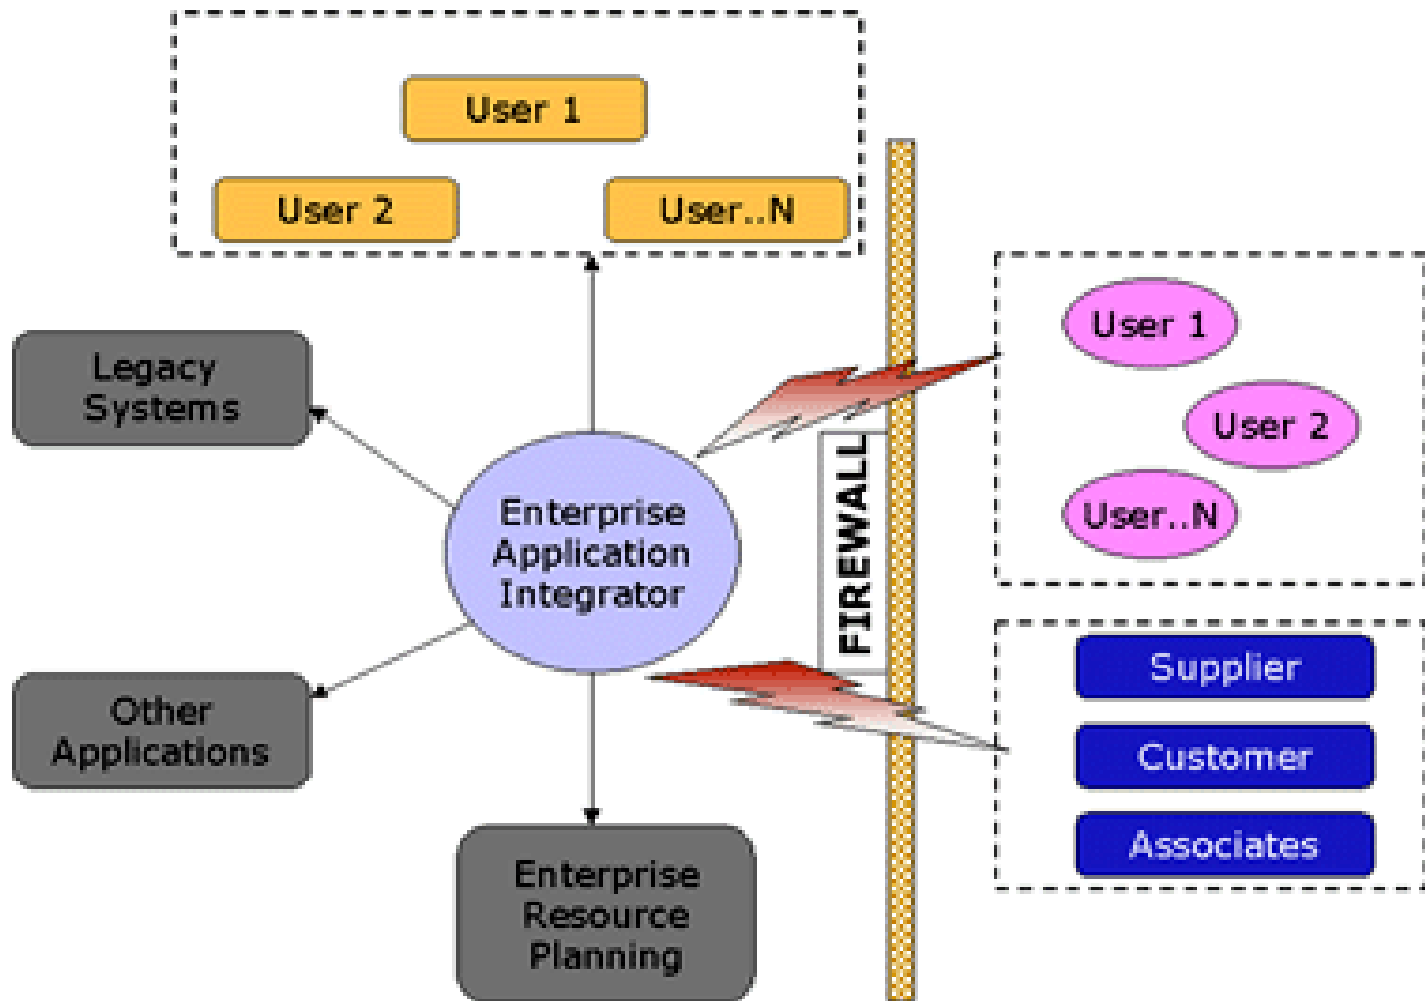 User 1
User 2
User..N
Legacy
Systems
Enterprise
Application
Integrator
Other
Applications
Enterprise
Resource
Planning
FIREWALL
User 1
User 2
User..N
Supplier
Customer
Associates